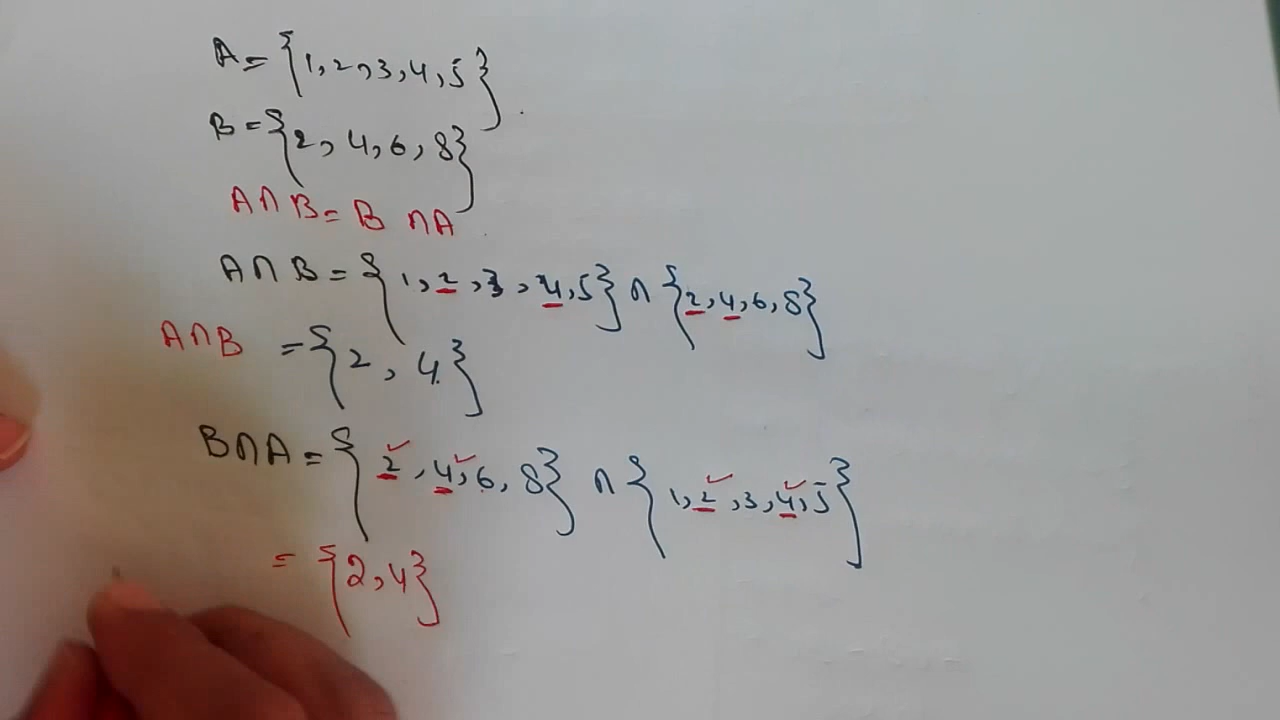 A = {1, 2, 3, 4, 5}
B = {2, 4, 6, 8}
A∩B = B∩A
A∩B = {1, 2, 3, 4, 5} ∩ {2, 4, 6, 8}
A∩B = {2, 4}
B∩A = {2, 4, 6, 8} ∩ {1, 2, 3, 4, 5}
= {2, 4}